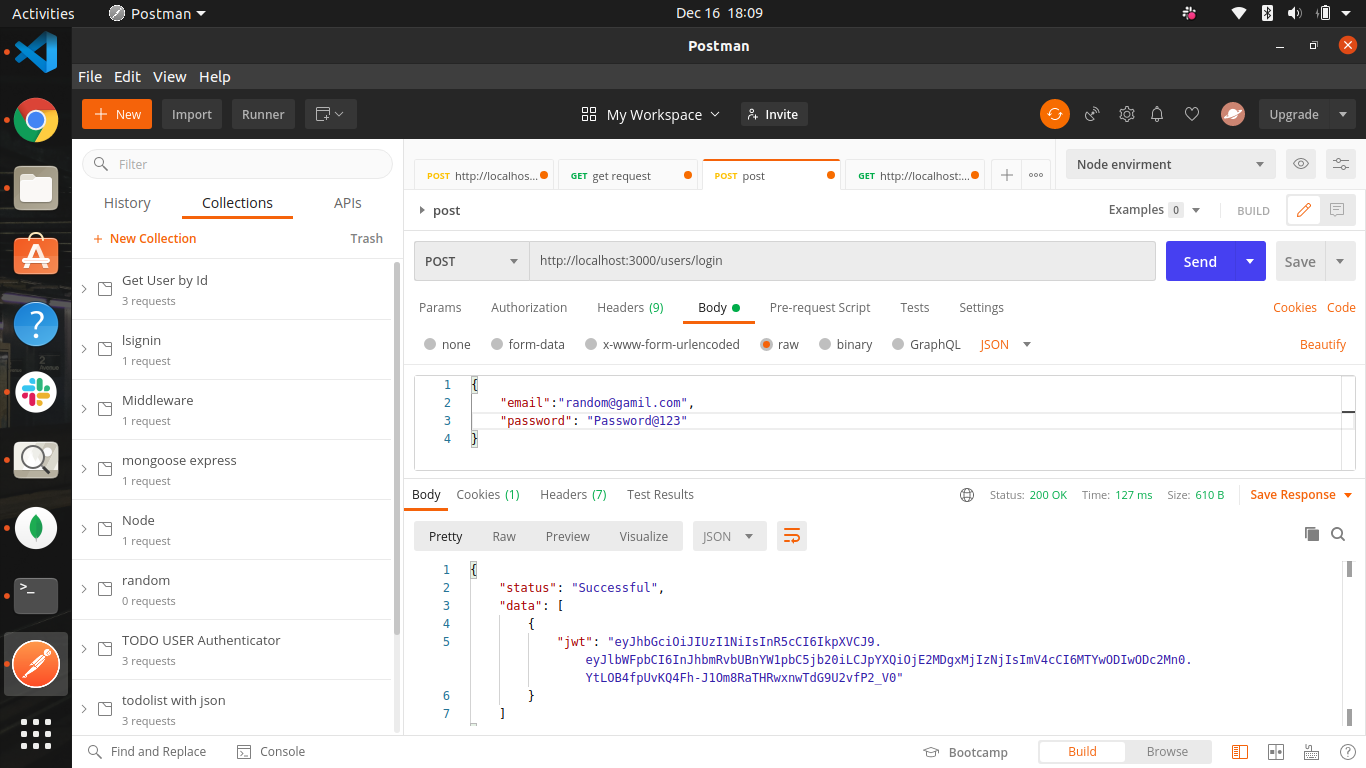 Activities Postman Dec 16 18:09
Postman
File Edit View Help
New Import Runner My Workspace Invite Upgrade
Filter
History Collections APIs
+ New Collection Trash
Get User by Id
3 requests
lsignin
1 request
Middleware
1 request
mongoose express
1 request
Node
1 request
random
0 requests
TODO USER Authenticator
3 requests
todolist with json
3 requests
POST http://localhos... GET get request POST post GET http://localhost:... Node envirment
post Examples 0 BUILD
POST http://localhost:3000/users/login Send Save
Params Authorization Headers (9) Body Pre-request Script Tests Settings Cookies Code
none form-data x-www-form-urlencoded raw binary GraphQL JSON Beautify
1 {
2 "email":"random@gamil.com",
3 "password": "Password@123"
4 }
Body Cookies (1) Headers (7) Test Results Status: 200 OK Time: 127 ms Size: 610 B Save Response
Pretty Raw Preview Visualize JSON
1 {
2 "status": "Successful",
3 "data": [
4 {
5 "jwt": "eyJhbGciOiJIUzI1NiIsInR5cCI6IkpXVCJ9.
eyJlbWFpbCI6InJhbmRvbUBnYW1pbC5jb20iLCJpYXQiOjE2MDgxMjIzNjIsImV4cCI6MTYwODIwODc2Mn0.
YtLOB4fpUvKQ4Fh-J1Om8RaTHRwxnwTdG9U2vfP2_V0"
6 }
7 ]
Find and Replace Console Bootcamp Build Browse